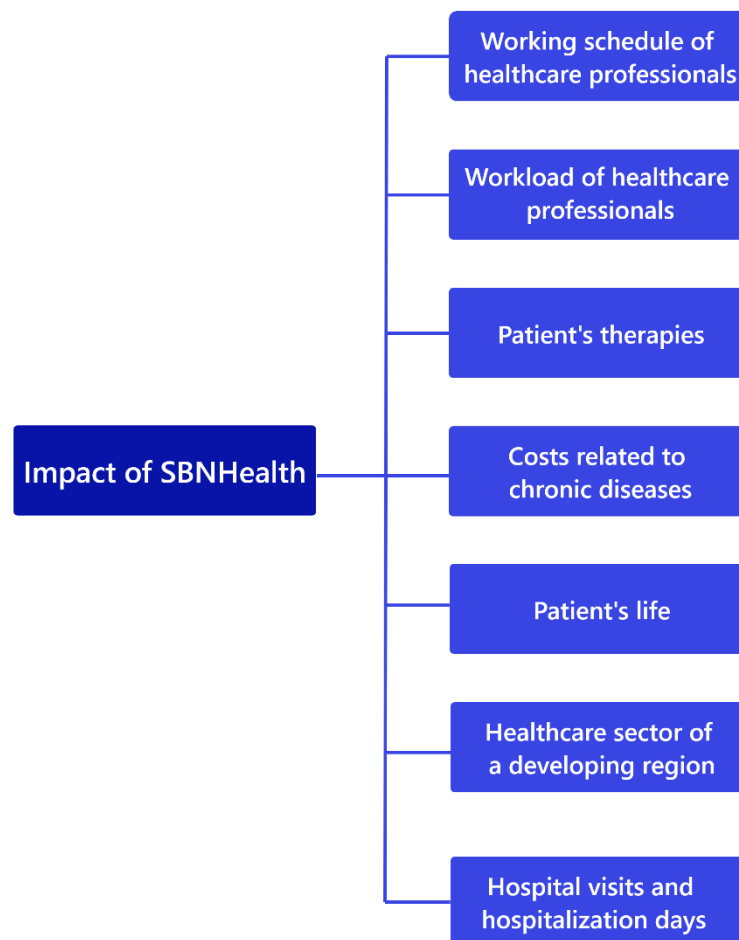 Working schedule of
healthcare professionals
Workload of healthcare
professionals
Patient's therapies
Impact of SBNHealth
Costs related to
chronic diseases
Patient's life
Healthcare sector of
a developing region
Hospital visits and
hospitalization days